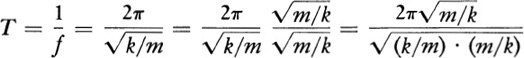 T = 1/f = 2π/√(k/m) = 2π/√(k/m) √(m/k)/√(m/k) = 2π√(m/k)/√((k/m) · (m/k))